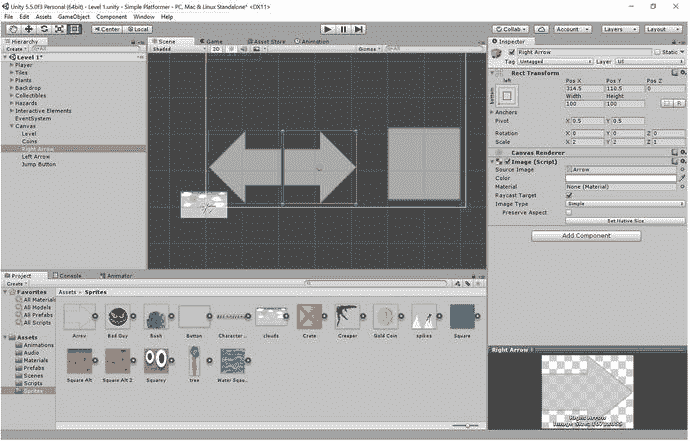 Unity 5.5.0f3 Personal (64bit) - Level 1.unity - Simple Platformer - PC, Mac & Linux Standalone* <DX11>
File Edit Assets GameObject Component Window Help
Center Local
Collab Account Layers Layout
Hierarchy
Create All
Level 1*
Player
Tiles
Plants
Backdrop
Collectibles
Hazards
Interactive Elements
EventSystem
Canvas
Level
Coins
Right Arrow
Left Arrow
Jump Button
Scene Game Asset Store Animation
Shaded 2D Gizmos All
Inspector
Right Arrow Static
Tag Untagged Layer UI
Rect Transform
left Pos X Pos Y Pos Z
bottom 314.5 110.5 0
Width Height
100 100 R
Anchors
Pivot X 0.5 Y 0.5
Rotation X 0 Y 0 Z 0
Scale X 2 Y 2 Z 1
Canvas Renderer
Image (Script)
Source Image Arrow
Color
Material None (Material)
Raycast Target
Image Type Simple
Preserve Aspect
Set Native Size
Add Component
Project Console Animator
Create
Favorites
All Material
All Models
All Prefabs
All Scripts
Assets
Animations
Audio
Materials
Prefabs
Scenes
Scripts
Sprites
Assets Sprites
Arrow Bad Guy Bush Button Character ... clouds Crate Creeper Gold Coin spikes Square
Square Alt Square Alt 2 Squarey tree Water Squ...
Right Arrow
Right Arrow